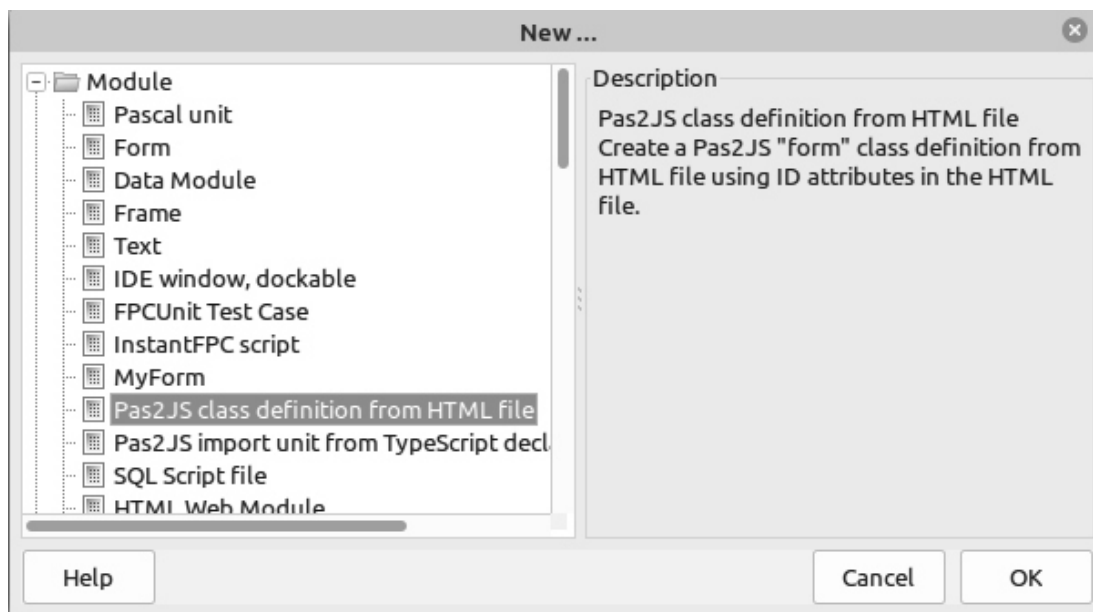 New ...
Module
Pascal unit
Form
Data Module
Frame
Text
IDE window, dockable
FPCUnit Test Case
InstantFPC script
MyForm
Pas2JS class definition from HTML file
Pas2JS import unit from TypeScript decl
SQL Script file
HTML Web Module
Description
Pas2JS class definition from HTML file
Create a Pas2JS "form" class definition from
HTML file using ID attributes in the HTML
file.
Help
Cancel
OK